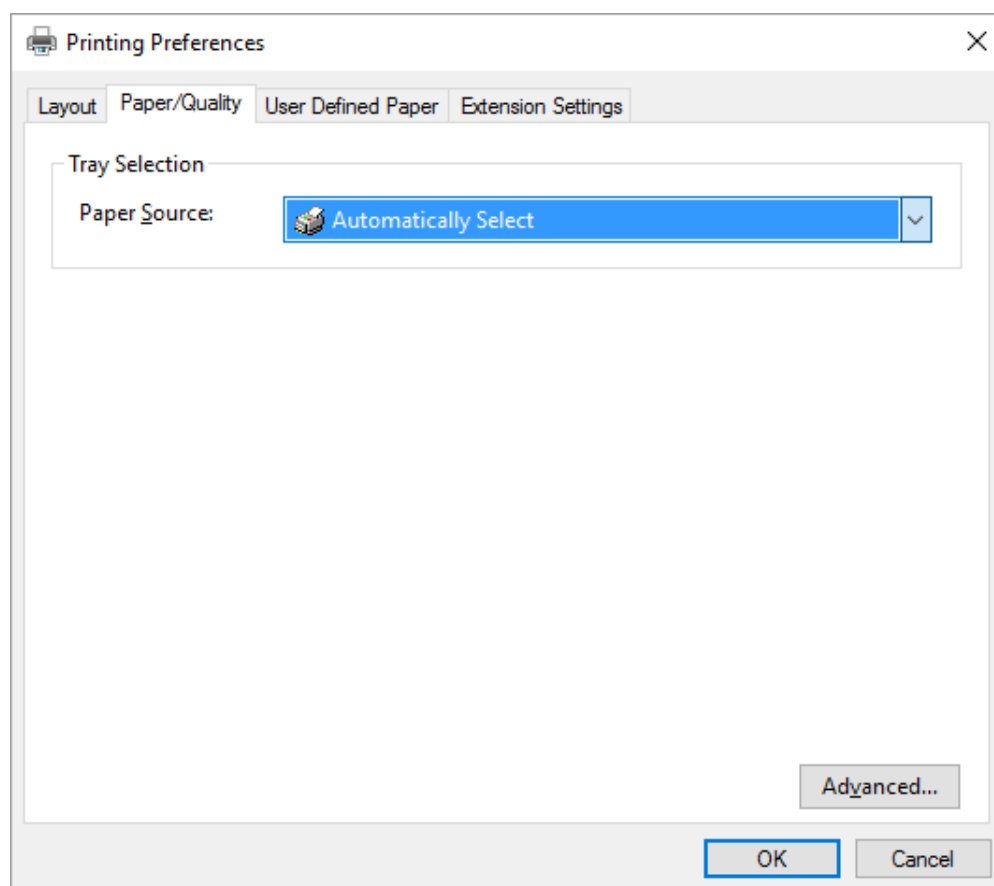 Printing Preferences
Layout Paper/Quality User Defined Paper Extension Settings
Tray Selection
Paper Source: Automatically Select
Advanced...
OK Cancel